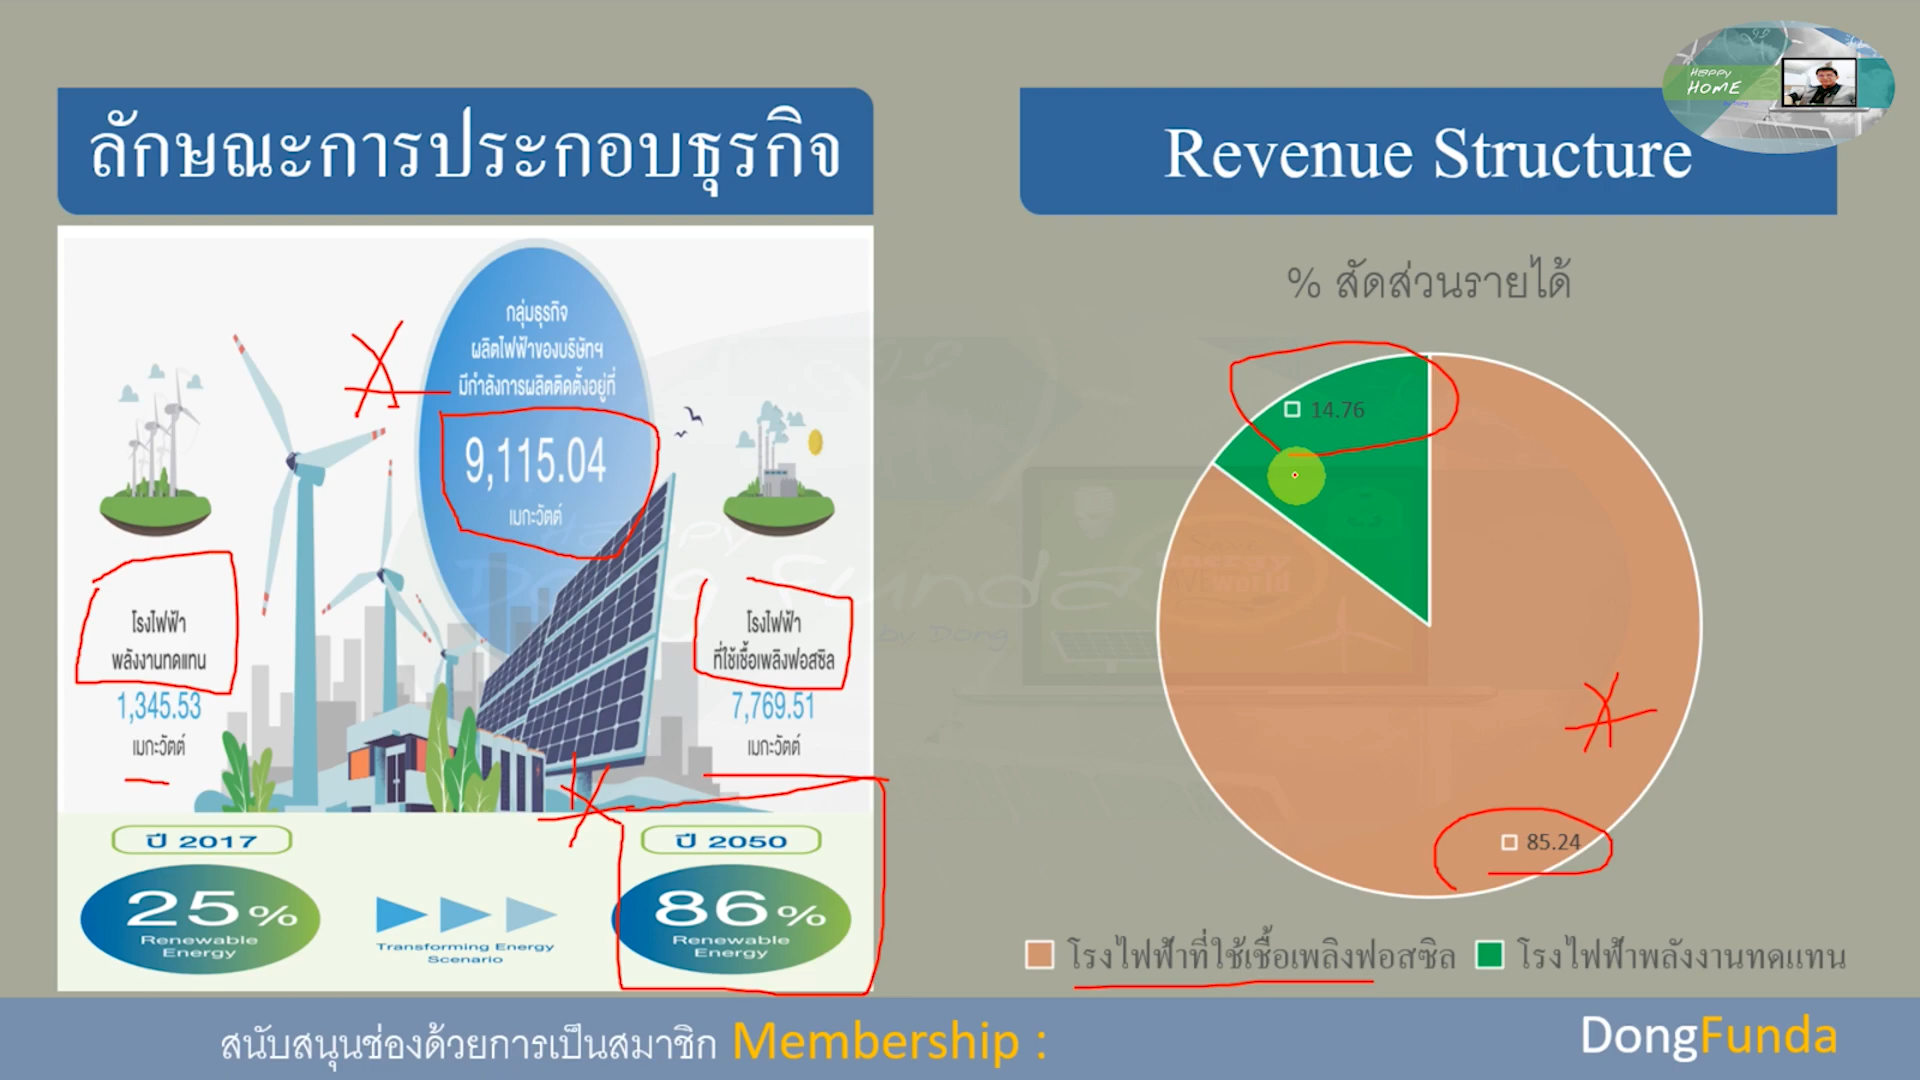 ลักษณะการประกอบธุรกิจ
กลุ่มธุรกิจ
ผลิตไฟฟ้าของบริษัทฯ
มีกำลังการผลิตติดตั้งอยู่ที่
9,115.04
เมกะวัตต์
โรงไฟฟ้า
พลังงานทดแทน
1,345.53
เมกะวัตต์
โรงไฟฟ้า
ที่ใช้เชื้อเพลิงฟอสซิล
7,769.51
เมกะวัตต์
ปี 2017
25%
Renewable
Energy
Transforming Energy
Scenario
ปี 2050
86%
Renewable
Energy
Happy
HOME
Revenue Structure
% สัดส่วนรายได้
14.76
85.24
โรงไฟฟ้าที่ใช้เชื้อเพลิงฟอสซิล โรงไฟฟ้าพลังงานทดแทน
Happy
Dong Funda
by Dong
สนับสนุนช่องด้วยการเป็นสมาชิก Membership :
DongFunda